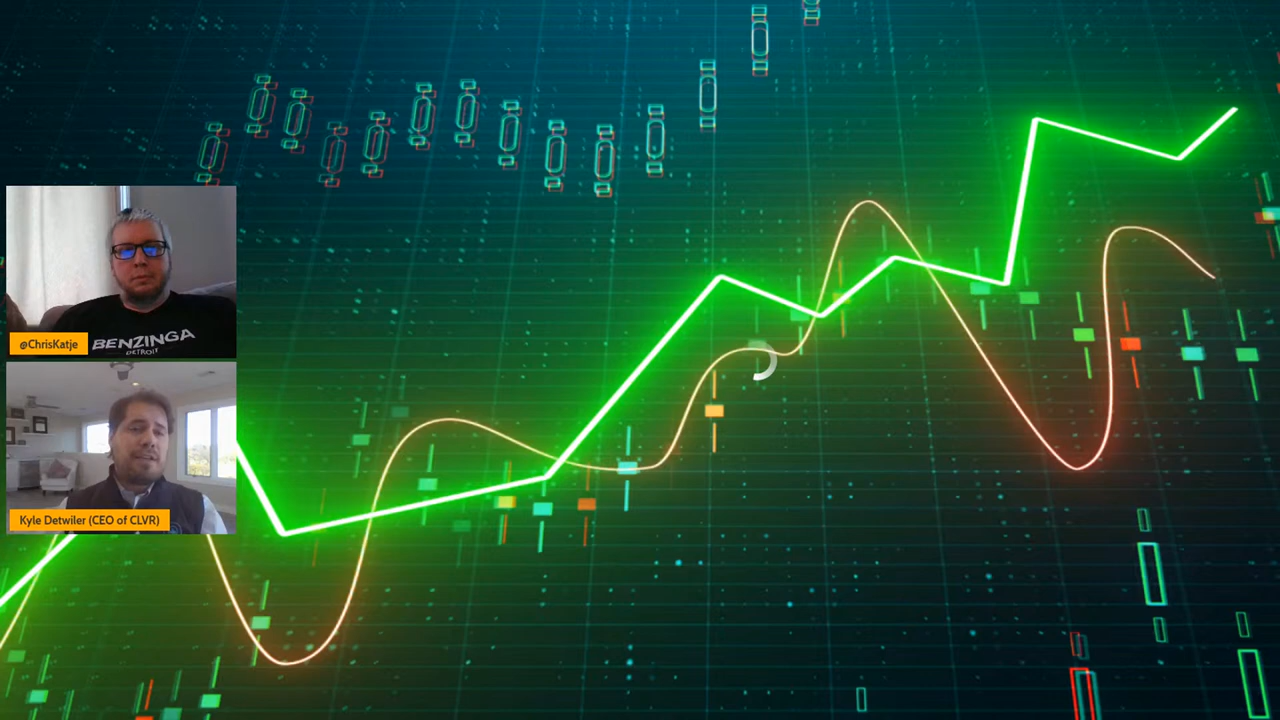 @ChrisKatje
BENZINGA
DETROIT
Kyle Detwiler (CEO of CLVR)